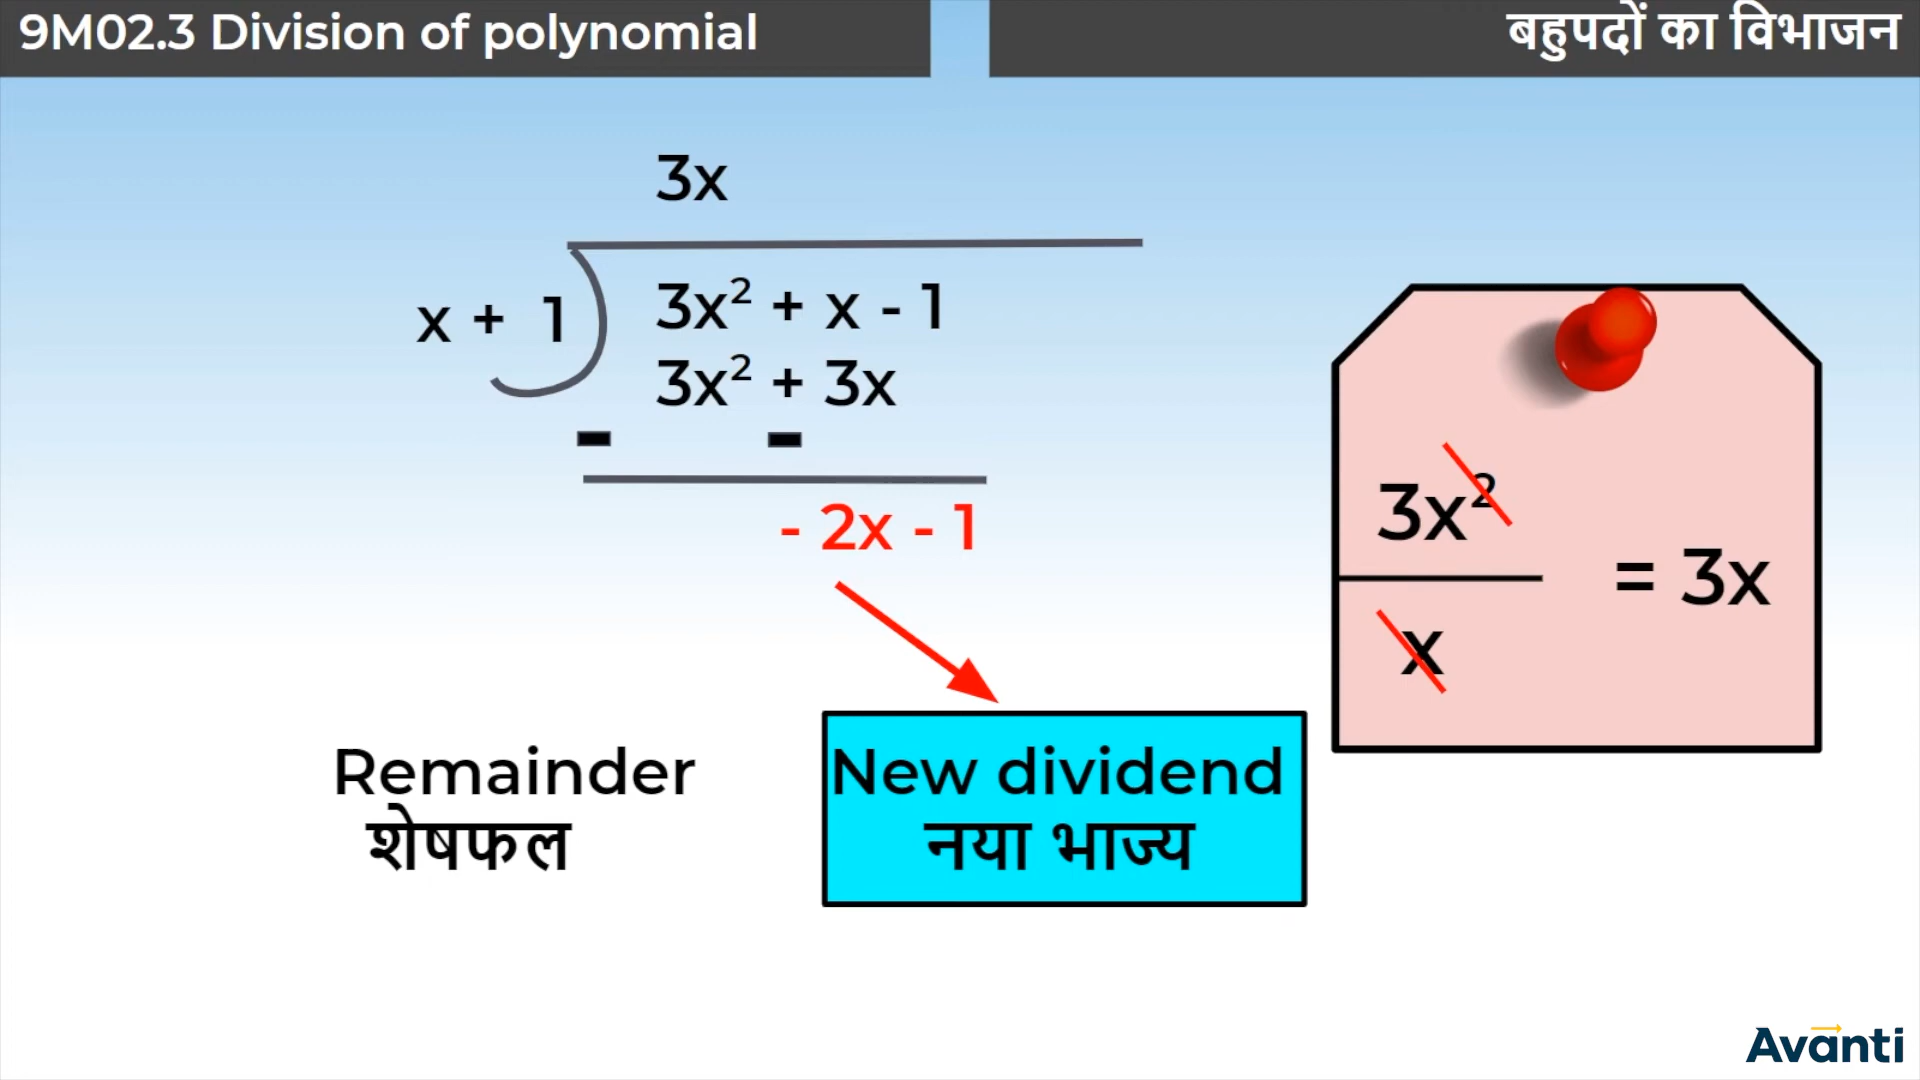 9M02.3 Division of polynomial
बहुपदों का विभाजन
3x
x + 1
3x² + x - 1
3x² + 3x
- -
- 2x - 1
3x²
x
= 3x
Remainder
शेषफल
New dividend
नया भाज्य
Avanti